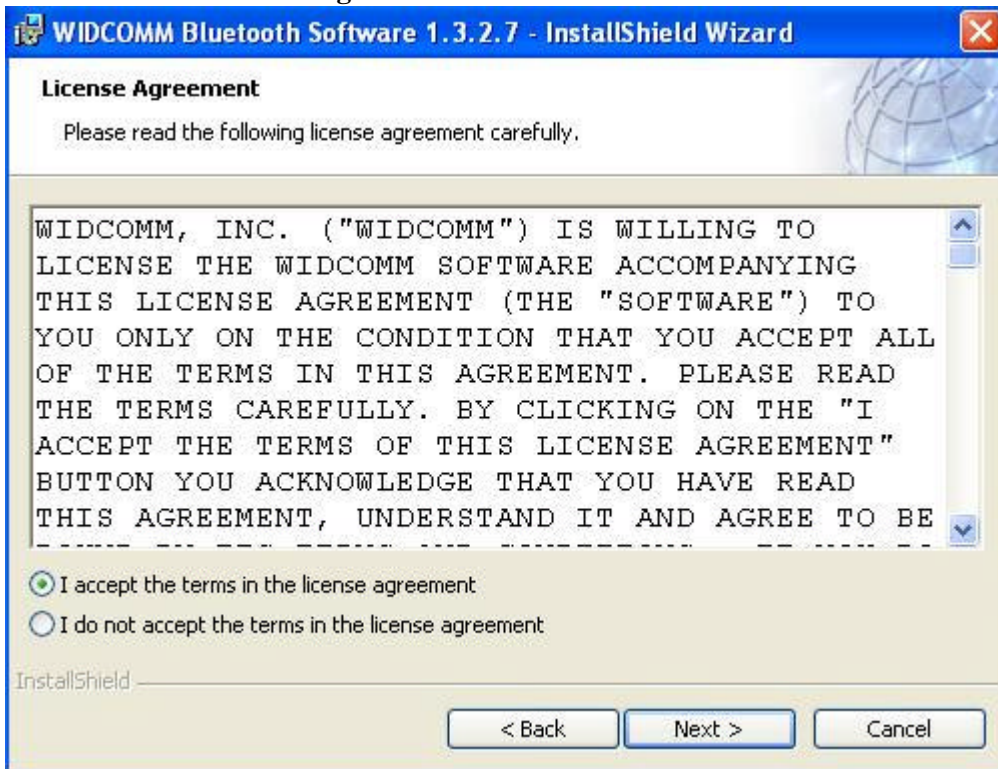 WIDCOMM Bluetooth Software 1.3.2.7 - InstallShield Wizard
License Agreement
Please read the following license agreement carefully.
WIDCOMM, INC. ("WIDCOMM") IS WILLING TO
LICENSE THE WIDCOMM SOFTWARE ACCOMPANYING
THIS LICENSE AGREEMENT (THE "SOFTWARE") TO
YOU ONLY ON THE CONDITION THAT YOU ACCEPT ALL
OF THE TERMS IN THIS AGREEMENT. PLEASE READ
THE TERMS CAREFULLY. BY CLICKING ON THE "I
ACCEPT THE TERMS OF THIS LICENSE AGREEMENT"
BUTTON YOU ACKNOWLEDGE THAT YOU HAVE READ
THIS AGREEMENT, UNDERSTAND IT AND AGREE TO BE
I accept the terms in the license agreement
I do not accept the terms in the license agreement
InstallShield
< Back
Next >
Cancel